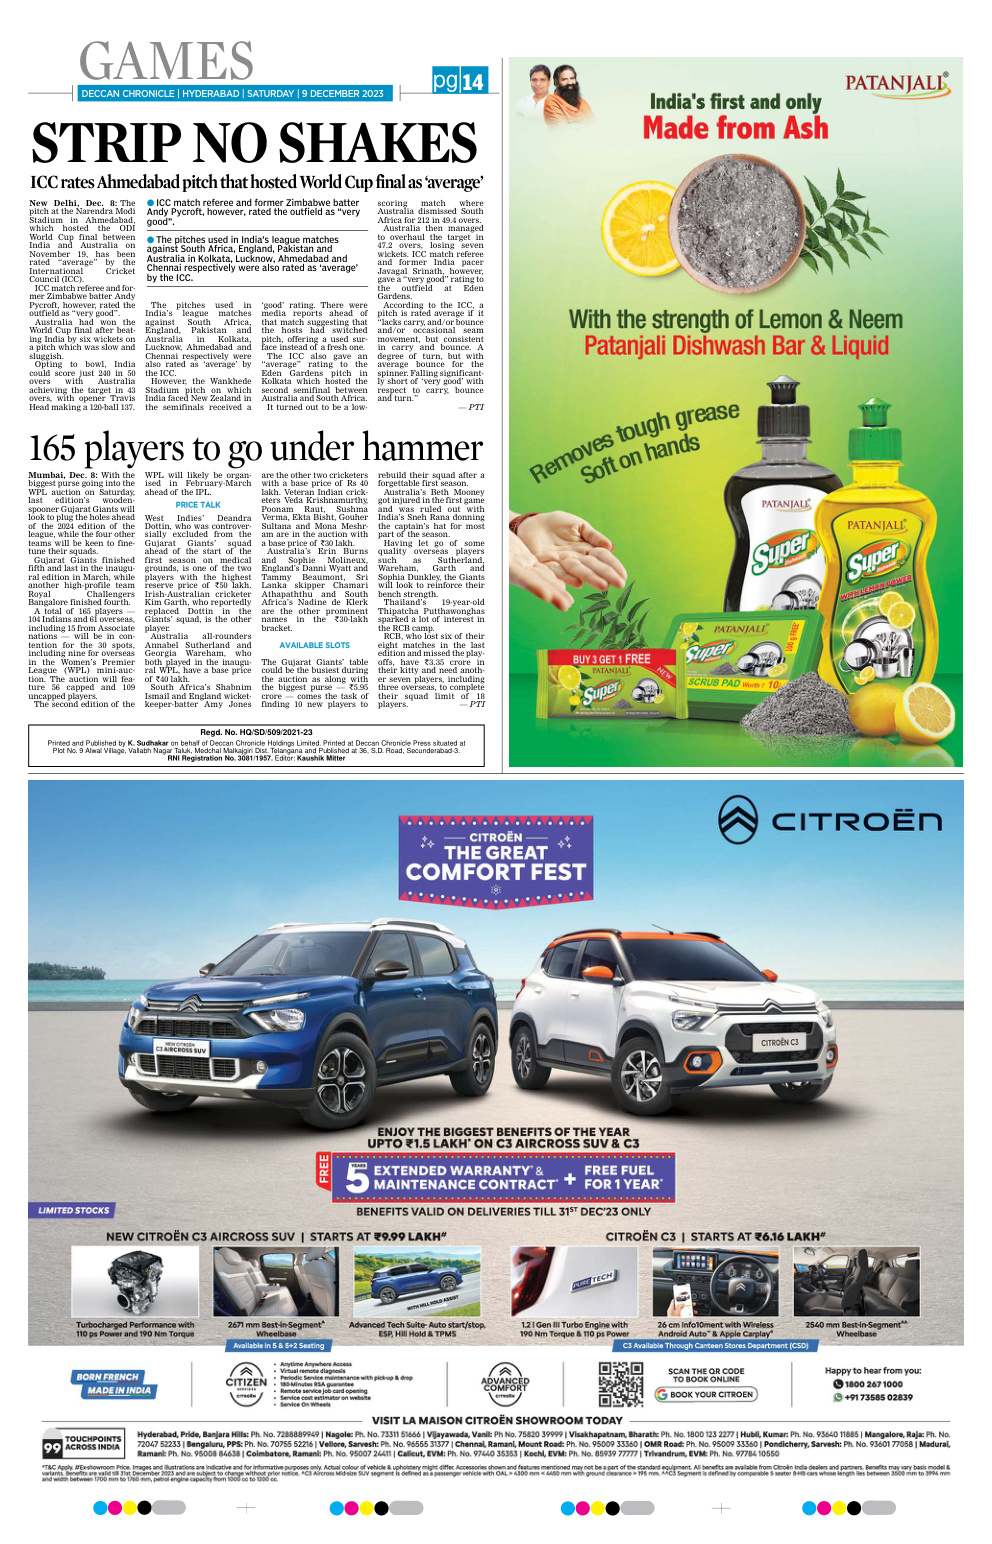 GAMES
DECCAN CHRONICLE | HYDERABAD | SATURDAY | 9 DECEMBER 2023
pg 14
STRIP NO SHAKES
ICC rates Ahmedabad pitch that hosted World Cup final as ‘average’
New Delhi, Dec. 8: The
pitch at the Narendra Modi
Stadium in Ahmedabad,
which hosted the ODI
World Cup final between
India and Australia on
November 19, has been
rated “average” by the
International Cricket
Council (ICC).
ICC match referee and for-
mer Zimbabwe batter Andy
Pycroft, however, rated the
outfield as “very good”.
Australia had won the
World Cup final after beat-
ing India by six wickets on
a pitch which was slow and
sluggish.
Opting to bowl, India
could score just 240 in 50
overs with Australia
achieving the target in 43
overs, with opener Travis
Head making a 120-ball 137.
● ICC match referee and former Zimbabwe batter
Andy Pycroft, however, rated the outfield as “very
good”.
● The pitches used in India’s league matches
against South Africa, England, Pakistan and
Australia in Kolkata, Lucknow, Ahmedabad and
Chennai respectively were also rated as ‘average’
by the ICC.
The pitches used in
India’s league matches
against South Africa,
England, Pakistan and
Australia in Kolkata,
Lucknow, Ahmedabad and
Chennai respectively were
also rated as ‘average’ by
the ICC.
However, the Wankhede
Stadium pitch on which
India faced New Zealand in
the semifinals received a
‘good’ rating. There were
media reports ahead of
that match suggesting that
the hosts had switched
pitch, offering a used sur-
face instead of a fresh one.
The ICC also gave an
“average” rating to the
Eden Gardens pitch in
Kolkata which hosted the
second semifinal between
Australia and South Africa.
It turned out to be a low-
scoring match where
Australia dismissed South
Africa for 212 in 49.4 overs.
Australia then managed
to overhaul the target in
47.2 overs, losing seven
wickets. ICC match referee
and former India pacer
Javagal Srinath, however,
gave a “very good” rating to
the outfield at Eden
Gardens.
According to the ICC, a
pitch is rated average if it
“lacks carry, and/or bounce
and/or occasional seam
movement, but consistent
in carry and bounce. A
degree of turn, but with
average bounce for the
spinner. Falling significant-
ly short of ‘very good’ with
respect to carry, bounce
and turn.”
— PTI
165 players to go under hammer
Mumbai, Dec. 8: With the
biggest purse going into the
WPL auction on Saturday,
last edition’s wooden-
spooner Gujarat Giants will
look to plug the holes ahead
of the 2024 edition of the
league, while the four other
teams will be keen to fine-
tune their squads.
Gujarat Giants finished
fifth and last in the inaugu-
ral edition in March, while
another high-profile team
Royal Challengers
Bangalore finished fourth.
A total of 165 players —
104 Indians and 61 overseas,
including 15 from Associate
nations — will be in con-
tention for the 30 spots,
including nine for overseas
in the Women’s Premier
League (WPL) mini-auc-
tion. The auction will fea-
ture 56 capped and 109
uncapped players.
The second edition of the
WPL will likely be organ-
ised in February-March
ahead of the IPL.
PRICE TALK
West Indies’ Deandra
Dottin, who was controver-
sially excluded from the
Gujarat Giants’ squad
ahead of the start of the
first season on medical
grounds, is one of the two
players with the highest
reserve price of ₹50 lakh.
Irish-Australian cricketer
Kim Garth, who reportedly
replaced Dottin in the
Giants’ squad, is the other
player.
Australia all-rounders
Annabel Sutherland and
Georgia Wareham, who
both played in the inaugu-
ral WPL, have a base price
of ₹40 lakh.
South Africa’s Shabnim
Ismail and England wicket-
keeper-batter Amy Jones
are the other two cricketers
with a base price of Rs 40
lakh. Veteran Indian crick-
eters Veda Krishnamurthy,
Poonam Raut, Sushma
Verma, Ekta Bisht, Gouher
Sultana and Mona Meshr-
am are in the auction with
a base price of ₹30 lakh.
Australia’s Erin Burns
and Sophie Molineux,
England’s Danni Wyatt and
Tammy Beaumont, Sri
Lanka skipper Chamari
Athapaththu and South
Africa’s Nadine de Klerk
are the other prominent
names in the ₹30-lakh
bracket.
AVAILABLE SLOTS
The Gujarat Giants’ table
could be the busiest during
the auction as along with
the biggest purse — ₹5.95
crore — comes the task of
finding 10 new players to
rebuild their squad after a
forgettable first season.
Australia’s Beth Mooney
got injured in the first game
and was ruled out with
India’s Sneh Rana donning
the captain’s hat for most
part of the season.
Having let go of some
quality overseas players
such as Sutherland,
Wareham, Garth and
Sophia Dunkley, the Giants
will look to reinforce their
bench strength.
Thailand’s 19-year-old
Thipatcha Putthawonghas
sparked a lot of interest in
the RCB camp.
RCB, who lost six of their
eight matches in the last
edition and missed the play-
offs, have ₹3.35 crore in
their kitty and need anoth-
er seven players, including
three overseas, to complete
their squad limit of 18
players.
— PTI
Regd. No. HQ/SD/509/2021-23
Printed and Published by K. Sudhakar on behalf of Deccan Chronicle Holdings Limited. Printed at Deccan Chronicle Press situated at
Plot No. 9 Alwal Village, Vallabh Nagar Taluk, Medchal Malkajgiri Dist. Telangana and Published at 36, S.D. Road, Secunderabad-3.
RNI Registration No. 3081/1957. Editor: Kaushik Mitter
PATANJALI®
India's first and only
Made from Ash
With the strength of Lemon & Neem
Patanjali Dishwash Bar & Liquid
Removes tough grease
Soft on hands
PATANJALI
Super
PATANJALI
Super
WITH LEMON POWER
BUY 3 GET 1 FREE
NEW
PATANJALI
Super
PATANJALI
Super
100 g FREE
SCRUB PAD Worth ₹ 10/-
CITROËN
CITROËN
THE GREAT
COMFORT FEST
NEW CITROËN
C3 AIRCROSS SUV
CITROËN C3
ENJOY THE BIGGEST BENEFITS OF THE YEAR
UPTO ₹1.5 LAKH* ON C3 AIRCROSS SUV & C3
FREE
5 YEARS EXTENDED WARRANTY* &
MAINTENANCE CONTRACT* + FREE FUEL
FOR 1 YEAR*
LIMITED STOCKS
BENEFITS VALID ON DELIVERIES TILL 31ST DEC’23 ONLY
NEW CITROËN C3 AIRCROSS SUV | STARTS AT ₹9.99 LAKH#
CITROËN C3 | STARTS AT ₹6.16 LAKH#
PURETECH
WITH HILL HOLD ASSIST
Turbocharged Performance with
110 ps Power and 190 Nm Torque
2671 mm Best-in-Segment^
Wheelbase
Advanced Tech Suite- Auto start/stop,
ESP, Hill Hold & TPMS
1.2 l Gen III Turbo Engine with
190 Nm Torque & 110 ps Power
26 cm Info10ment with Wireless
Android Auto™ & Apple Carplay®
2540 mm Best-in-Segment^^
Wheelbase
Available in 5 & 5+2 Seating
C3 Available Through Canteen Stores Department (CSD)
BORN FRENCH
MADE IN INDIA
CITIZEN
SERVICES
CITROËN
• Anytime Anywhere Access
• Virtual remote diagnosis
• Periodic Service maintenance with pick-up & drop
• 180-Minutes RSA guarantee
• Remote service job card opening
• Service cost estimator on website
• Service On Wheels
ADVANCED
COMFORT
CITROËN
SCAN THE QR CODE
TO BOOK ONLINE
G BOOK YOUR CITROEN
Happy to hear from you:
1800 267 1000
+91 73585 02839
VISIT LA MAISON CITROËN SHOWROOM TODAY
99 TOUCHPOINTS
ACROSS INDIA
Hyderabad, Pride, Banjara Hills: Ph. No. 7288889949 | Nagole: Ph No. 73311 51666 | Vijayawada, Vanil: Ph No. 75820 39999 | Visakhapatnam, Bharath: Ph No. 1800 123 2277 | Hubli, Kumar: Ph No. 93640 11885 | Mangalore, Raja: Ph No.
72047 52233 | Bengaluru, PPS: Ph No. 70755 52216 | Vellore, Sarvesh: Ph No. 96555 31377 | Chennai, Ramani, Mount Road: Ph No. 95009 33360 | OMR Road: Ph No. 95009 33360 | Pondicherry, Sarvesh: Ph No. 93601 77058 | Madurai,
Ramani: Ph No. 95008 84638 | Coimbatore, Ramani: Ph No. 95007 24411 | Calicut, EVM: Ph No. 97440 35353 | Kochi, EVM: Ph No. 85939 77777 | Trivandrum, EVM: Ph No. 97784 10550
*T&C Apply. #Ex-showroom Price. Images and illustrations are indicative and for informative purposes only. Actual colour of vehicle & upholstery might differ. Accessories shown and features mentioned may not be a part of the standard equipment. All benefits are available from Citroën India dealers and partners. Benefits may vary basis model &
variants. Benefits are valid till 31st December 2023 and are subject to change without prior notice. ^C3 Aircross Mid-size SUV segment is defined as a passenger vehicle with OAL > 4300 mm < 4460 mm with ground clearance > 195 mm. ^^C3 Segment is defined by comparable 5 seater B-HB cars whose length lies between 3500 mm to 3994 mm
and width between 1700 mm to 1760 mm, petrol engine capacity from 1000 cc to 1200 cc.